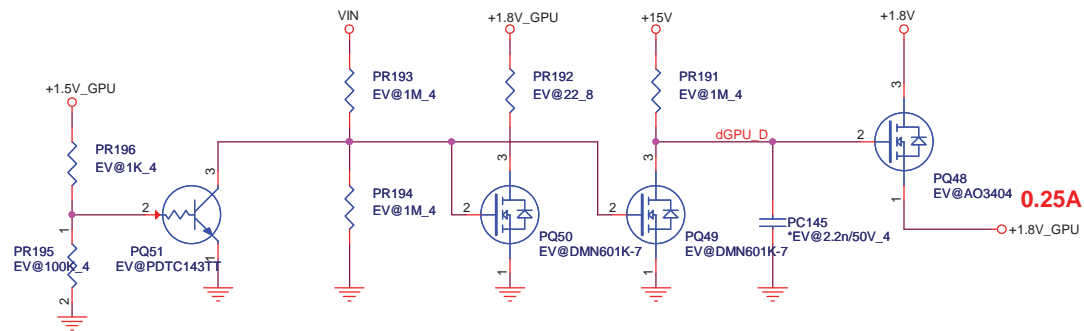 VIN
+1.8V_GPU
+15V
+1.8V
+1.5V_GPU
PR193
EV@1M_4
PR192
EV@22_8
PR191
EV@1M_4
3
PR196
EV@1K_4
dGPU_D
2
3
3
3
PQ48
EV@AO3404
0.25A
2
PR194
EV@1M_4
2
2
1
1
PQ50
EV@DMN601K-7
PQ49
EV@DMN601K-7
PC145
*EV@2.2n/50V_4
+1.8V_GPU
PR195
EV@100K_4
PQ51
EV@PDTC143TT
2
1
1
1